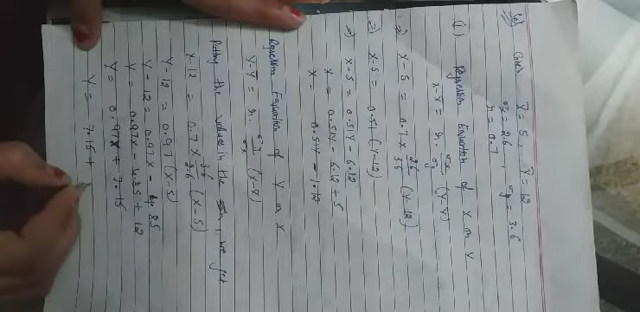 (6) Given X̅ = 5, Y̅ = 12
σx = 2.6, σy = 3.6
r = 0.7
(i) Regression Equation of X on Y
X-X̅ = r. σx/σy (Y-Y̅)
=> X-5 = 0.7 x 2.6/3.6 (Y-12)
=> X-5 = 0.51 (Y-12)
=> X-5 = 0.51Y - 6.12
X = 0.51Y - 6.12 + 5
X = 0.51Y - 1.12
Regression Equation of Y on X
Y-Y̅ = r. σy/σx (X-X̅)
Putting the values in the eqn, we get
Y-12 = 0.7 x 3.6/2.6 (X-5)
Y-12 = 0.97 (X-5)
Y-12 = 0.97X - 4.85
Y = 0.97X - 4.85 + 12
Y = 0.97X + 7.15
Y = 7.15 +